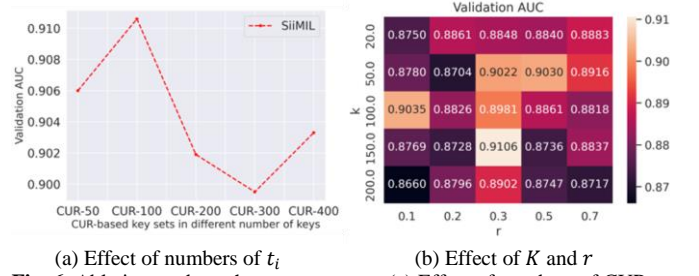 0.910
0.908
0.906
0.904
0.902
0.900
Validation AUC
SiiMIL
CUR-50 CUR-100 CUR-200 CUR-300 CUR-400
CUR-based key sets in different number of keys
(a) Effect of numbers of t_i
Validation AUC
20.0 0.8750 0.8861 0.8848 0.8840 0.8883
50.0 0.8780 0.8704 0.9022 0.9030 0.8916
100.0 0.9035 0.8826 0.8981 0.8861 0.8818
150.0 0.8769 0.8728 0.9106 0.8736 0.8837
200.0 0.8660 0.8796 0.8902 0.8747 0.8717
k
0.1 0.2 0.3 0.5 0.7
r
0.91
0.90
0.89
0.88
0.87
(b) Effect of K and r